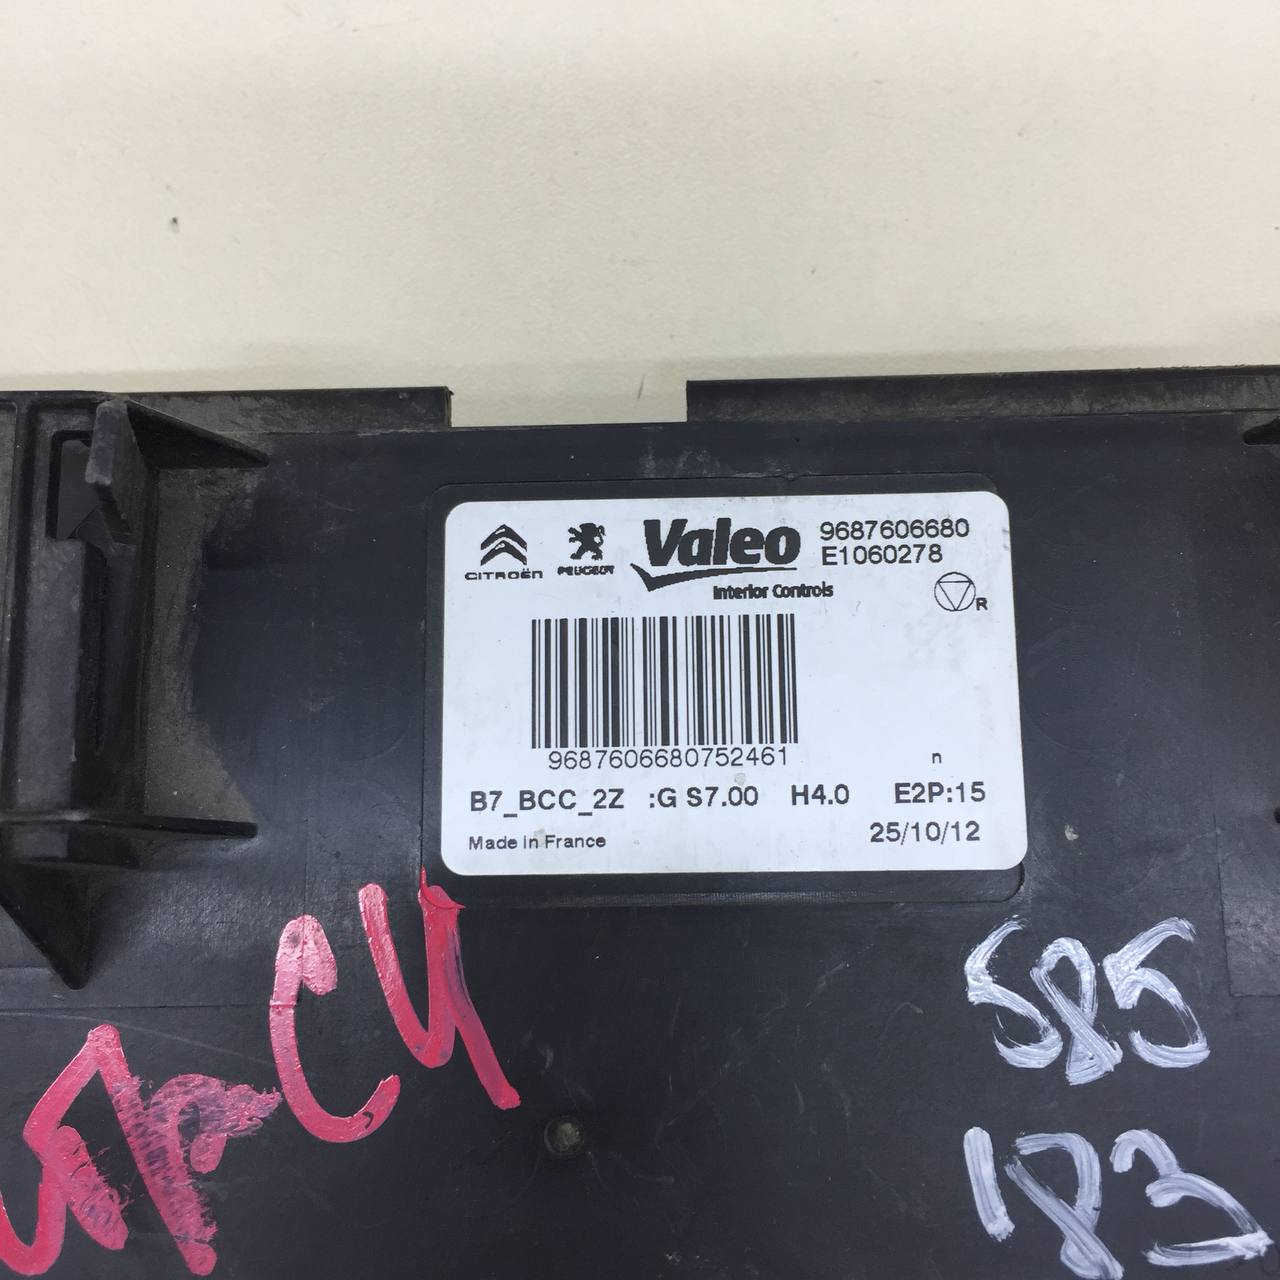 CITROËN PEUGEOT Valeo 9687606680
E1060278
Interior Controls
R
9687606680752461
n
B7_BCC_2Z :G S7.00 H4.0 E2P:15
Made in France 25/10/12
C4
585
183